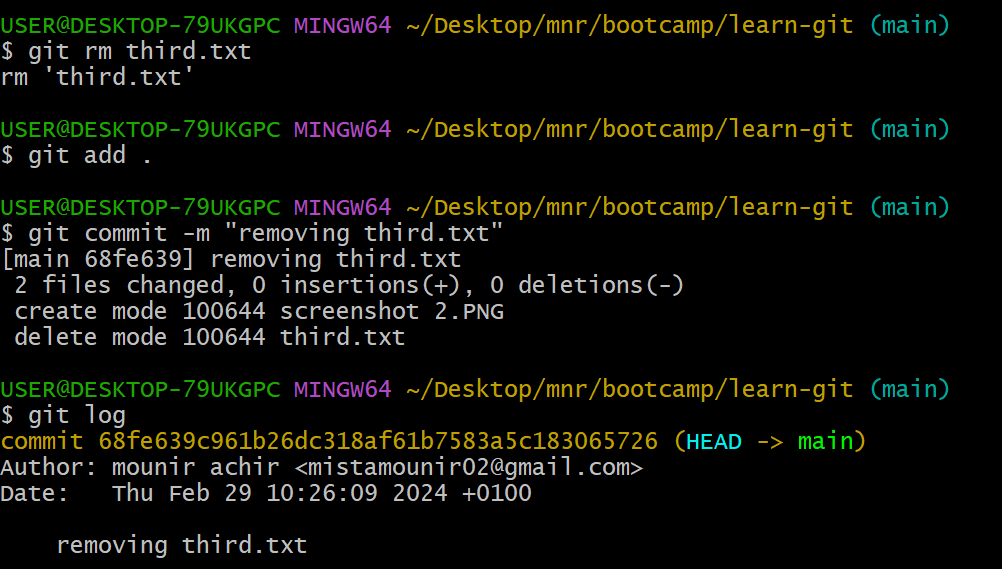 USER@DESKTOP-79UKGPC MINGW64 ~/Desktop/mnr/bootcamp/learn-git (main)
$ git rm third.txt
rm 'third.txt'
USER@DESKTOP-79UKGPC MINGW64 ~/Desktop/mnr/bootcamp/learn-git (main)
$ git add .
USER@DESKTOP-79UKGPC MINGW64 ~/Desktop/mnr/bootcamp/learn-git (main)
$ git commit -m "removing third.txt"
[main 68fe639] removing third.txt
 2 files changed, 0 insertions(+), 0 deletions(-)
 create mode 100644 screenshot 2.PNG
 delete mode 100644 third.txt
USER@DESKTOP-79UKGPC MINGW64 ~/Desktop/mnr/bootcamp/learn-git (main)
$ git log
commit 68fe639c961b26dc318af61b7583a5c183065726 (HEAD -> main)
Author: mounir achir <mistamounir02@gmail.com>
Date:   Thu Feb 29 10:26:09 2024 +0100
    removing third.txt